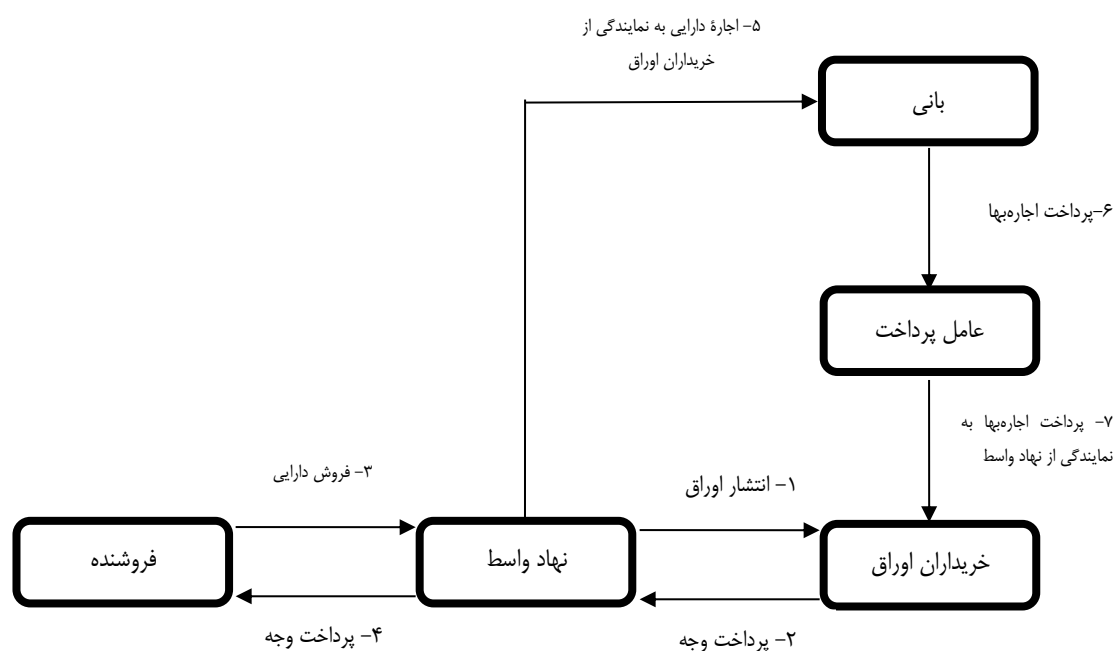 ۵- اجارهٔ دارایی به نمایندگی از
خریداران اوراق
بانی
۶-پرداخت اجاره‌بها
عامل پرداخت
۷- پرداخت اجاره‌بها به
نمایندگی از نهاد واسط
۳- فروش دارایی
۱- انتشار اوراق
خریداران اوراق
نهاد واسط
فروشنده
۲- پرداخت وجه
۴- پرداخت وجه